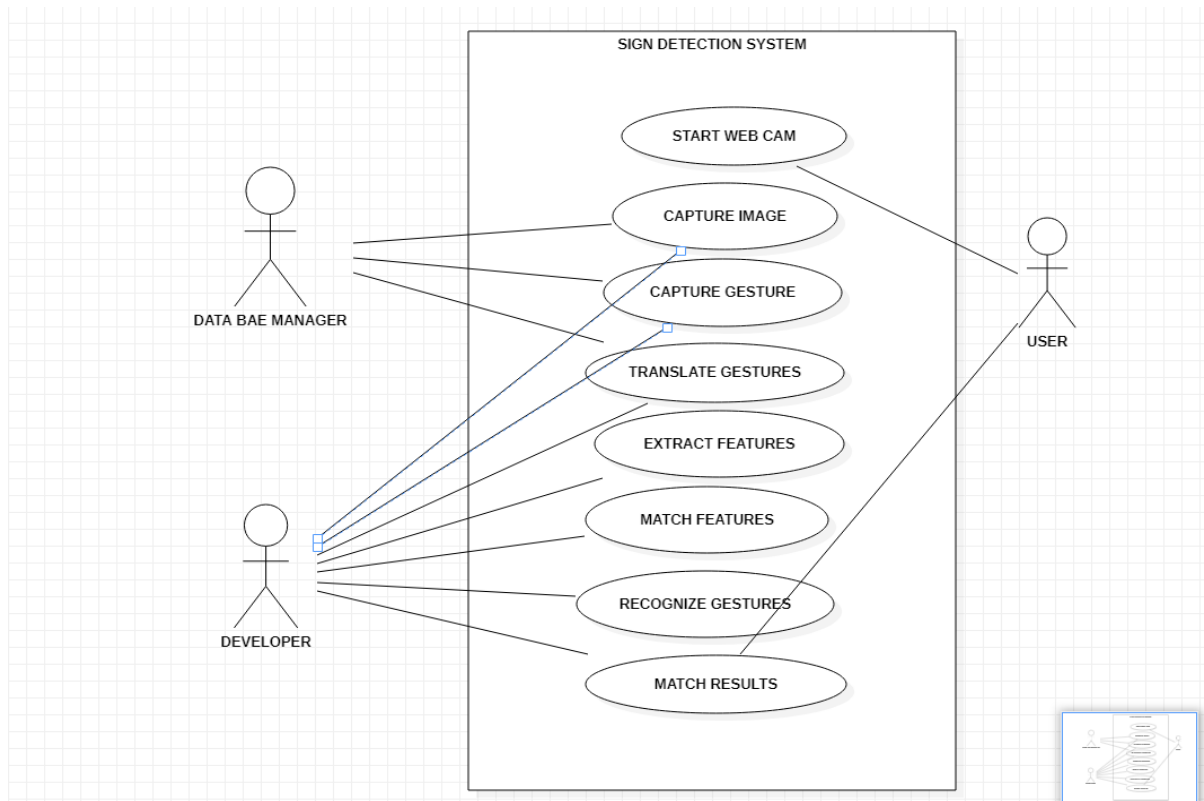 SIGN DETECTION SYSTEM
START WEB CAM
CAPTURE IMAGE
CAPTURE GESTURE
DATA BAE MANAGER
USER
TRANSLATE GESTURES
EXTRACT FEATURES
MATCH FEATURES
RECOGNIZE GESTURES
DEVELOPER
MATCH RESULTS